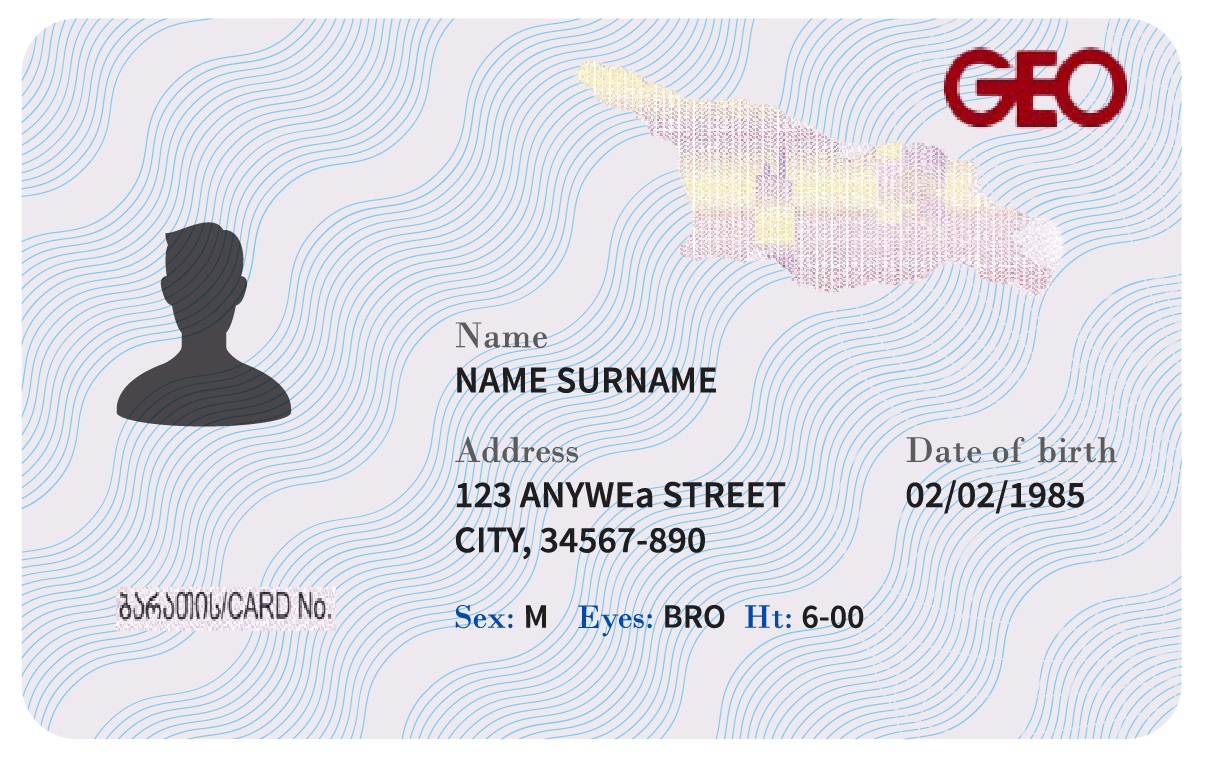 GEO
Name
NAME SURNAME
Address
123 ANYWEa STREET
CITY, 34567-890
Date of birth
02/02/1985
ბარათის/CARD No.
Sex: M Eyes: BRO Ht: 6-00